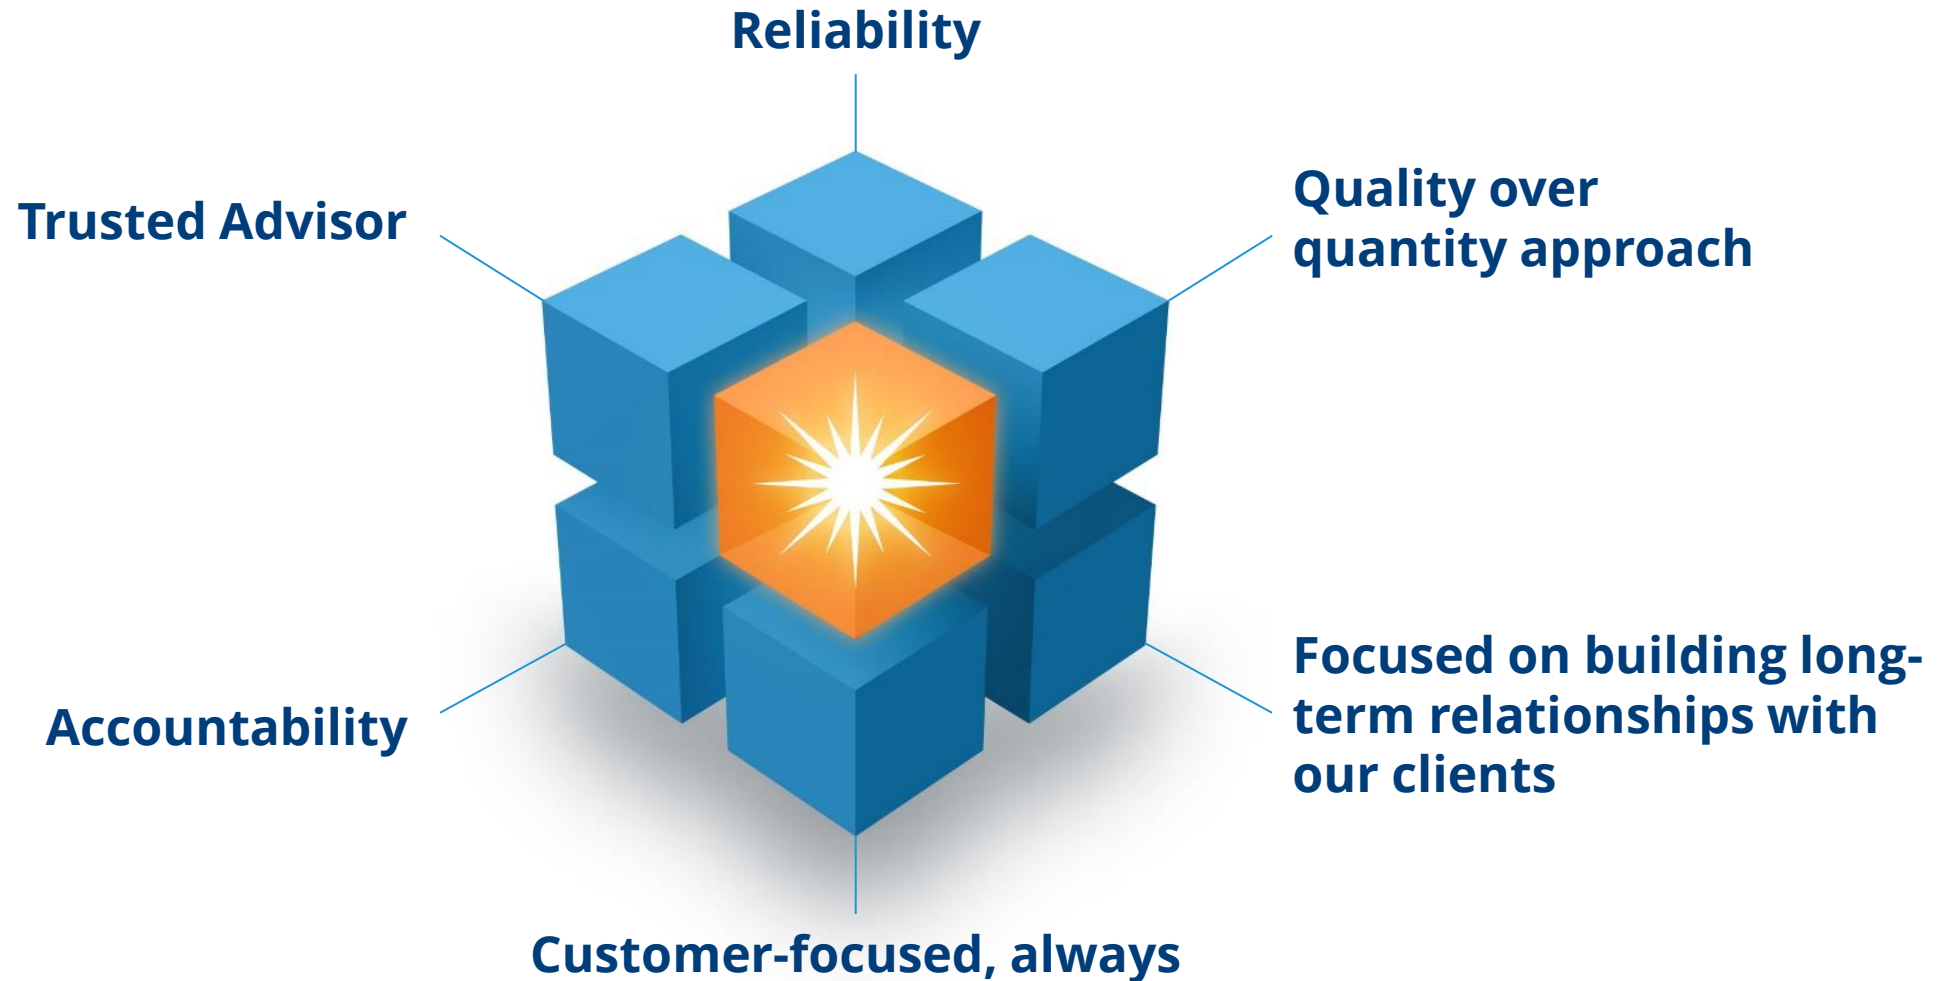 Reliability
Trusted Advisor
Quality over
quantity approach
Accountability
Focused on building long-
term relationships with
our clients
Customer-focused, always